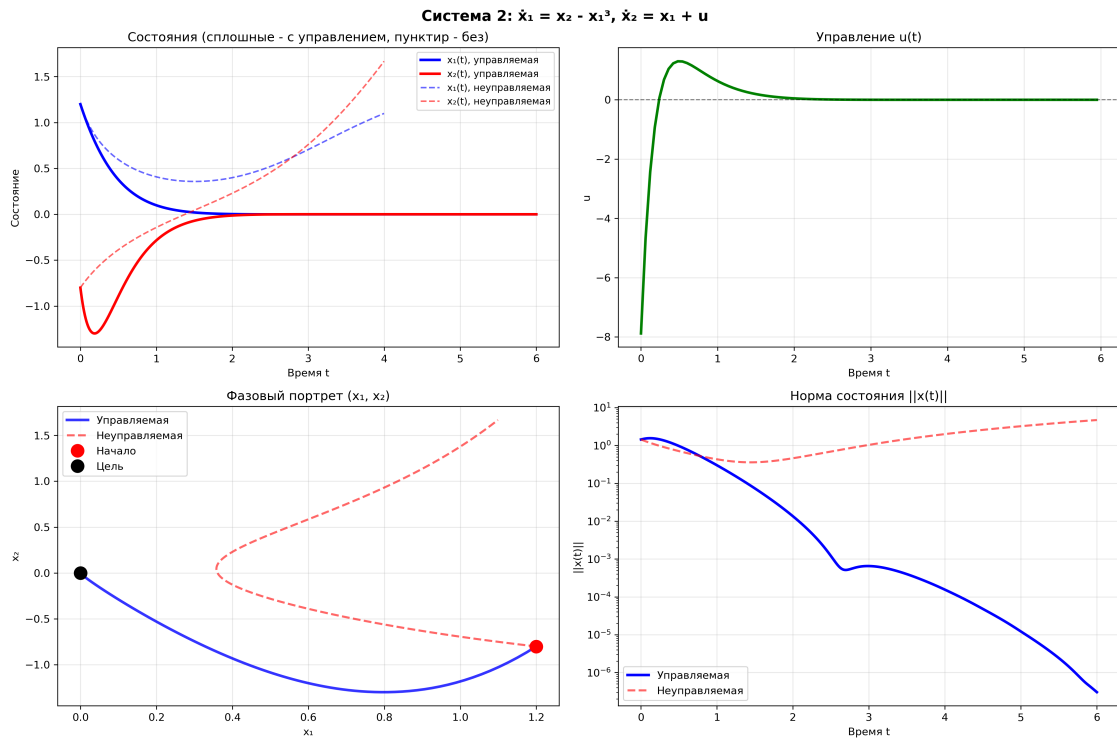 Система 2: ẋ₁ = x₂ - x₁³, ẋ₂ = x₁ + u
Состояния (сплошные - с управлением, пунктир - без)
Состояние
1.5
1.0
0.5
0.0
−0.5
−1.0
x₁(t), управляемая
x₂(t), управляемая
x₁(t), неуправляемая
x₂(t), неуправляемая
0 1 2 3 4 5 6
Время t
Управление u(t)
u
0
−2
−4
−6
−8
0 1 2 3 4 5 6
Время t
Фазовый портрет (x₁, x₂)
Управляемая
Неуправляемая
Начало
Цель
x₂
1.5
1.0
0.5
0.0
−0.5
−1.0
0.0 0.2 0.4 0.6 0.8 1.0 1.2
x₁
Норма состояния ||x(t)||
||x(t)||
10¹
10⁰
10⁻¹
10⁻²
10⁻³
10⁻⁴
10⁻⁵
10⁻⁶
Управляемая
Неуправляемая
0 1 2 3 4 5 6
Время t